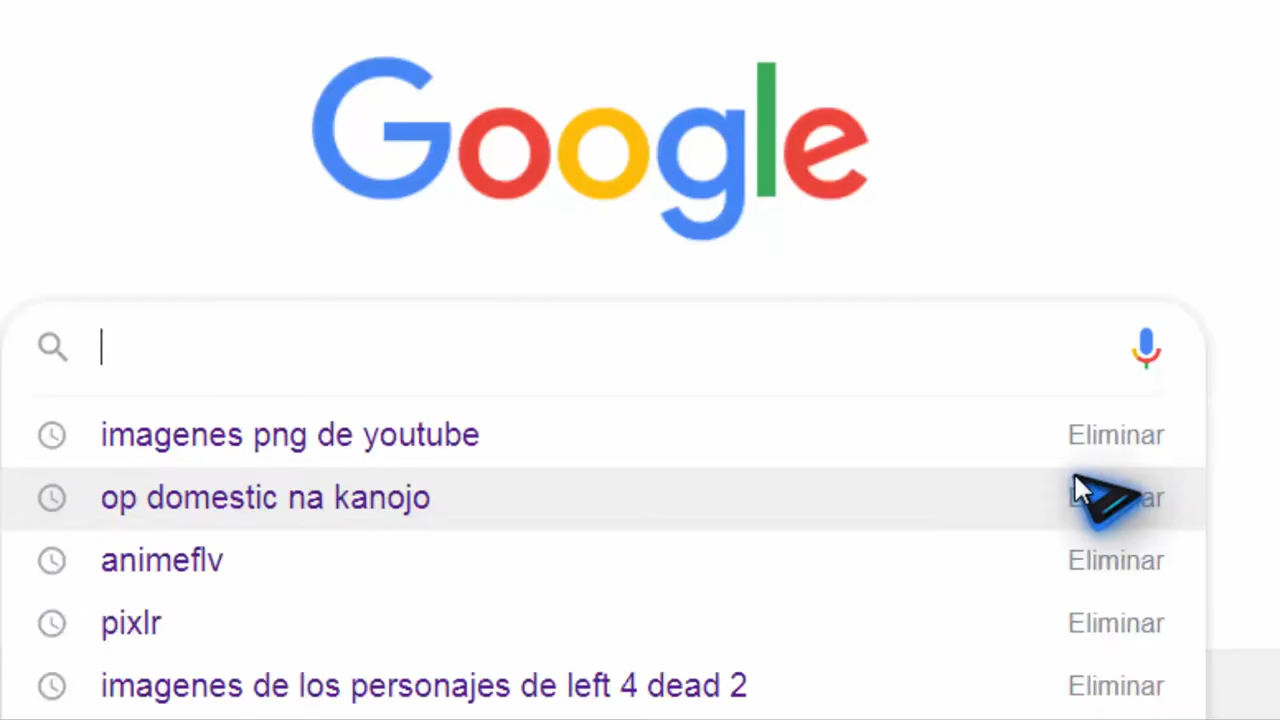 Google
imagenes png de youtube Eliminar
op domestic na kanojo
animeflv Eliminar
pixlr Eliminar
imagenes de los personajes de left 4 dead 2 Eliminar